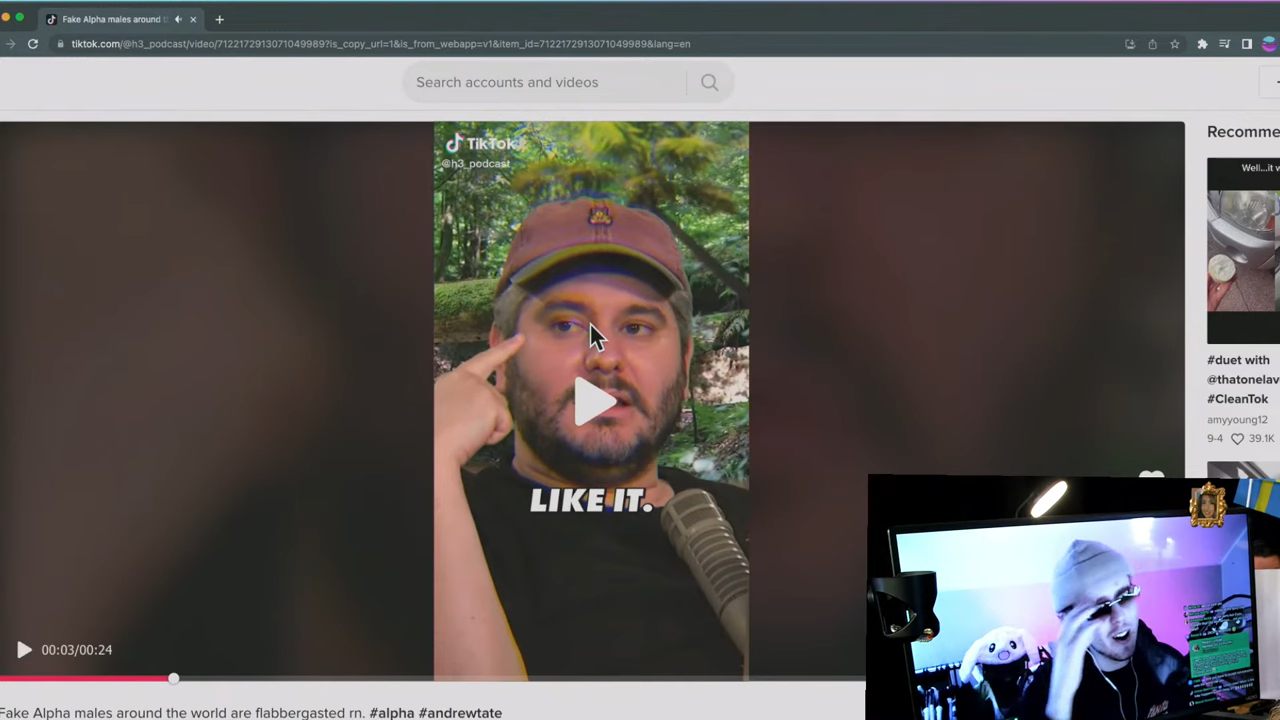 Fake Alpha males around t
tiktok.com/@h3_podcast/video/7122172913071049989?is_copy_url=1&is_from_webapp=v1&item_id=7122172913071049989&lang=en
Search accounts and videos
TikTok
@h3_podcast
LIKE IT.
00:03/00:24
Fake Alpha males around the world are flabbergasted rn. #alpha #andrewtate
Recomme
Well...it w
#duet with
@thatonelav
#CleanTok
amyyoung12
9-4 39.1K